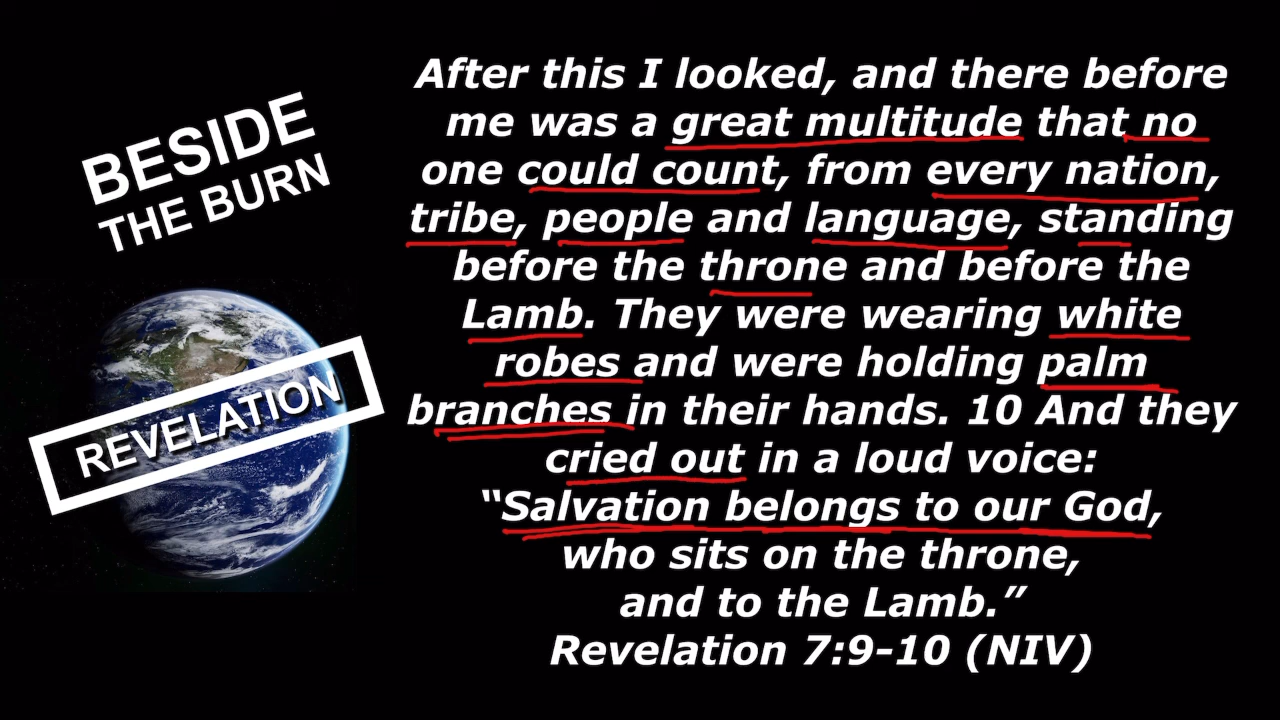 BESIDE
THE BURN
REVELATION
After this I looked, and there before
me was a great multitude that no
one could count, from every nation,
tribe, people and language, standing
before the throne and before the
Lamb. They were wearing white
robes and were holding palm
branches in their hands. 10 And they
cried out in a loud voice:
“Salvation belongs to our God,
who sits on the throne,
and to the Lamb.”
Revelation 7:9-10 (NIV)